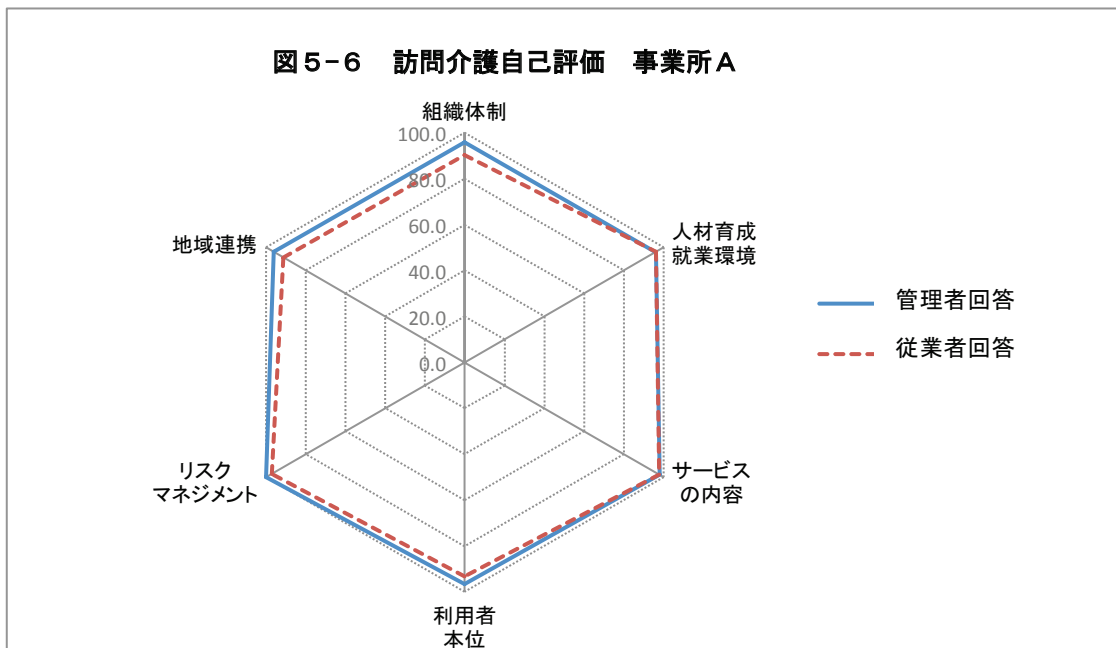 図5-6 訪問介護自己評価 事業所A
組織体制
100.0
80.0
60.0
40.0
20.0
0.0
人材育成
就業環境
サービス
の内容
利用者
本位
リスク
マネジメント
地域連携
管理者回答
従業者回答